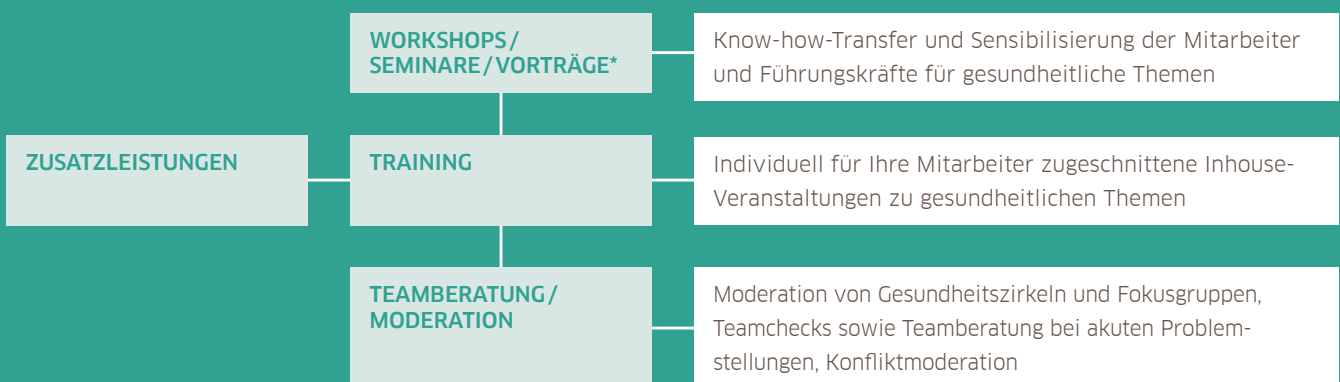 WORKSHOPS /
SEMINARE / VORTRÄGE*
Know-how-Transfer und Sensibilisierung der Mitarbeiter
und Führungskräfte für gesundheitliche Themen
ZUSATZLEISTUNGEN
TRAINING
Individuell für Ihre Mitarbeiter zugeschnittene Inhouse-
Veranstaltungen zu gesundheitlichen Themen
TEAMBERATUNG /
MODERATION
Moderation von Gesundheitszirkeln und Fokusgruppen,
Teamchecks sowie Teamberatung bei akuten Problem-
stellungen, Konfliktmoderation